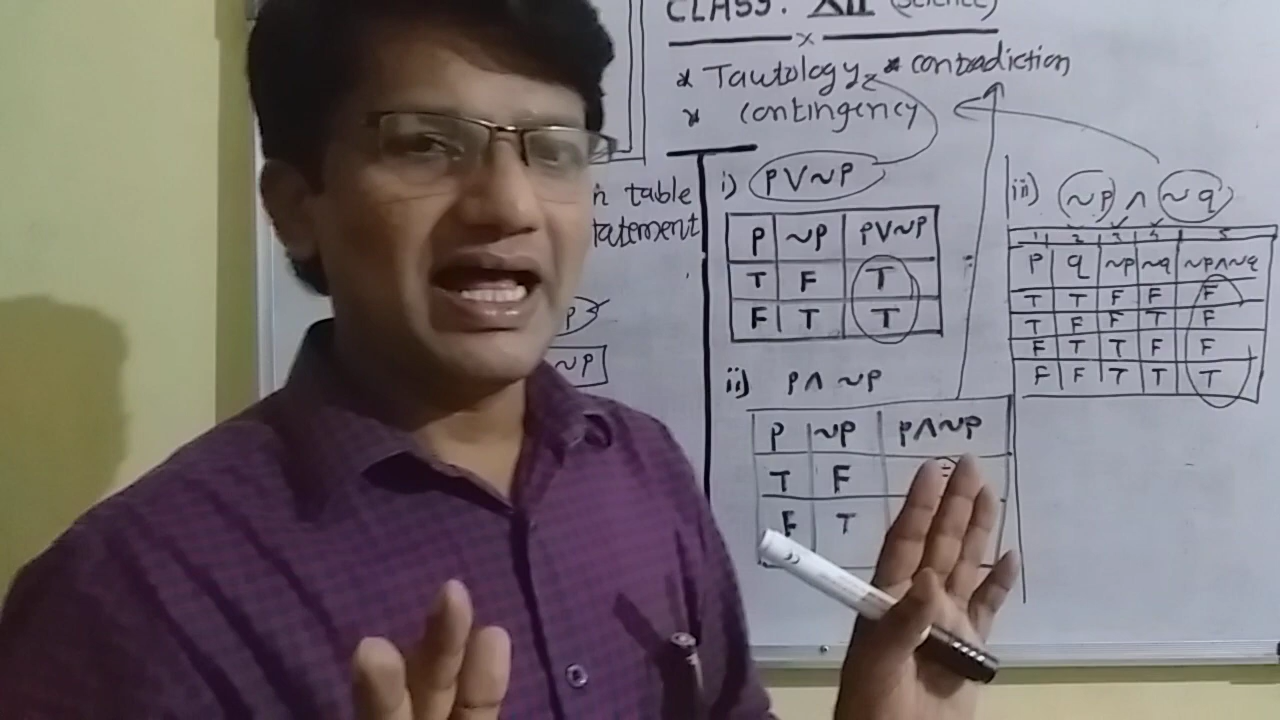 CLASS: XII (Science)
* Tautology * contradiction
* contingency
n table
tatement
p
~p
i) p∨~p
p ~p p∨~p
T F T
F T T
ii) p∧~p
p ~p p∧~p
T F
F T
iii) ~p ∧ ~q
1 2 3 4 5
p q ~p ~q ~p∧~q
T T F F F
T F F T F
F T T F F
F F T T T